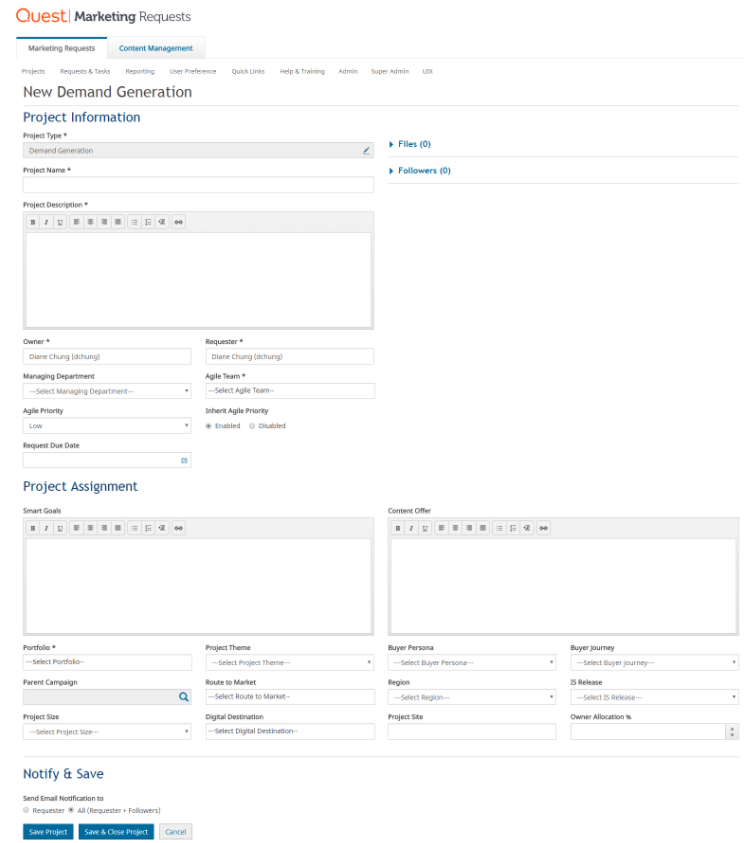 Quest | Marketing Requests
Marketing Requests Content Management
Projects Requests & Tasks Reporting User Preference Quick Links Help & Training Admin Super Admin UIX
New Demand Generation
Project Information
Project Type *
Demand Generation
Files (0)
Project Name *
Followers (0)
Project Description *
B I U
Owner * Requester *
Diane Chung (dchung) Diane Chung (dchung)
Managing Department Agile Team *
---Select Managing Department--- ---Select Agile Team--
Agile Priority Inherit Agile Priority
Low Enabled Disabled
Request Due Date
Project Assignment
Smart Goals Content Offer
B I U B I U
Portfolio * Project Theme Buyer Persona Buyer Journey
---Select Portfolio-- ---Select Project Theme--- ---Select Buyer Persona--- ---Select Buyer Journey---
Parent Campaign Route to Market Region IS Release
---Select Route to Market-- ---Select Region--- ---Select IS Release---
Project Size Digital Destination Project Site Owner Allocation %
---Select Project Size--- ---Select Digital Destination--
Notify & Save
Send Email Notification to
Requester All (Requester + Followers)
Save Project Save & Close Project Cancel